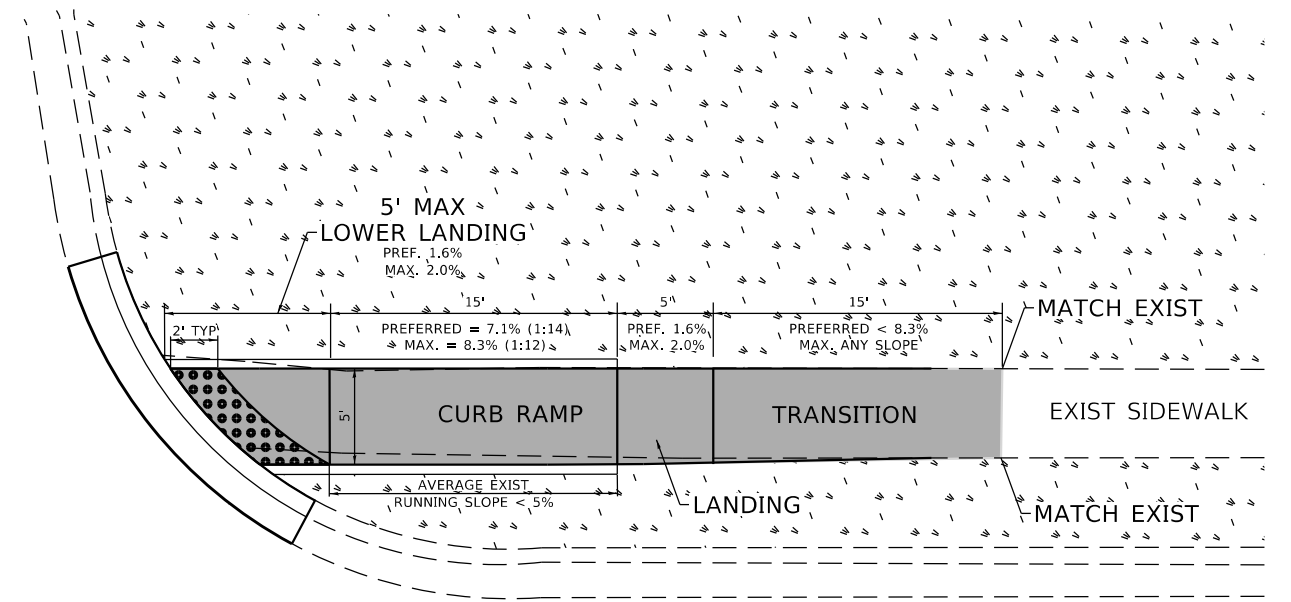 5' MAX
LOWER LANDING
PREF. 1.6%
MAX. 2.0%
15'
5'
15'
MATCH EXIST
2' TYP
PREFERRED = 7.1% (1:14)
MAX. = 8.3% (1:12)
PREF. 1.6%
MAX. 2.0%
PREFERRED < 8.3%
MAX. ANY SLOPE
5'
CURB RAMP
TRANSITION
EXIST SIDEWALK
AVERAGE EXIST
RUNNING SLOPE < 5%
LANDING
MATCH EXIST